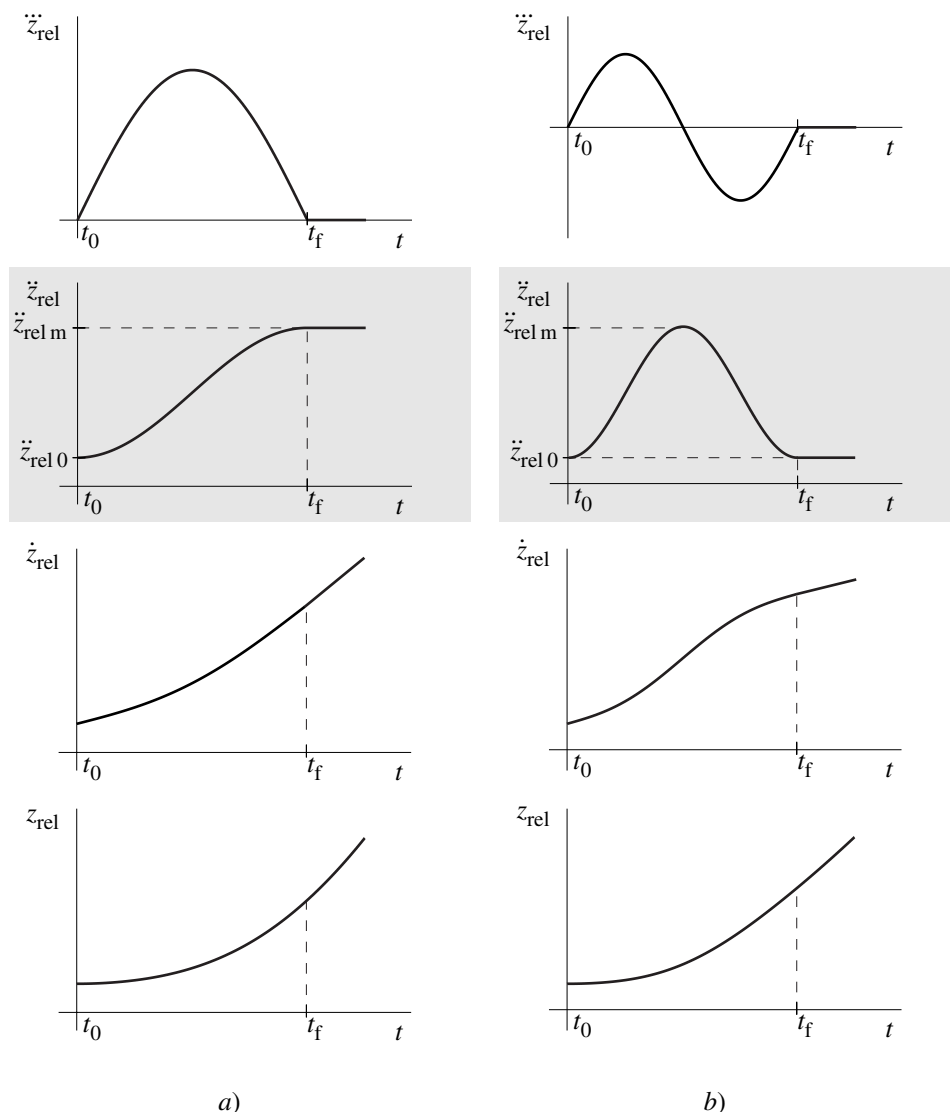 z⃛rel z⃛rel
t0 tf t t0 tf t
z̈rel z̈rel
z̈rel m z̈rel m
z̈rel 0 z̈rel 0
t0 tf t t0 tf t
żrel żrel
t0 tf t t0 tf t
zrel zrel
t0 tf t t0 tf t
a) b)